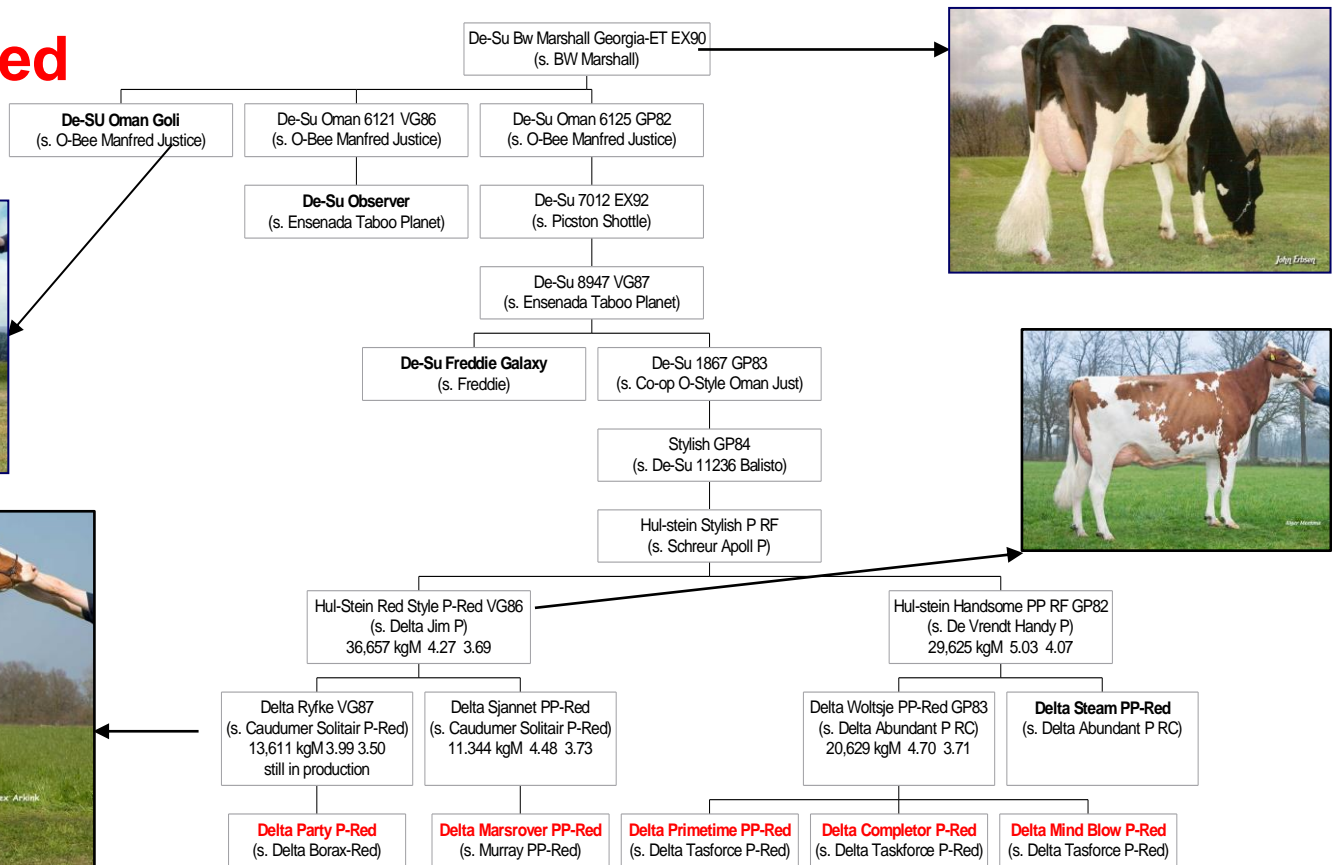 ed
De-Su Bw Marshall Georgia-ET EX90
(s. BW Marshall)
De-SU Oman Goli
(s. O-Bee Manfred Justice)
De-Su Oman 6121 VG86
(s. O-Bee Manfred Justice)
De-Su Oman 6125 GP82
(s. O-Bee Manfred Justice)
John Erbsen
De-Su Observer
(s. Ensenada Taboo Planet)
De-Su 7012 EX92
(s. Picston Shottle)
De-Su 8947 VG87
(s. Ensenada Taboo Planet)
De-Su Freddie Galaxy
(s. Freddie)
De-Su 1867 GP83
(s. Co-op O-Style Oman Just)
Stylish GP84
(s. De-Su 11236 Balisto)
Hul-stein Stylish P RF
(s. Schreur Apoll P)
Hul-Stein Red Style P-Red VG86
(s. Delta Jim P)
36,657 kgM 4.27 3.69
Hul-stein Handsome PP RF GP82
(s. De Vrendt Handy P)
29,625 kgM 5.03 4.07
Delta Ryfke VG87
(s. Caudumer Solitair P-Red)
13,611 kgM 3.99 3.50
still in production
Delta Sjannet PP-Red
(s. Caudumer Solitair P-Red)
11.344 kgM 4.48 3.73
Delta Woltsje PP-Red GP83
(s. Delta Abundant P RC)
20,629 kgM 4.70 3.71
Delta Steam PP-Red
(s. Delta Abundant P RC)
ex Arkink
Delta Party P-Red
(s. Delta Borax-Red)
Delta Marsrover PP-Red
(s. Murray PP-Red)
Delta Primetime PP-Red
(s. Delta Tasforce P-Red)
Delta Completor P-Red
(s. Delta Taskforce P-Red)
Delta Mind Blow P-Red
(s. Delta Tasforce P-Red)